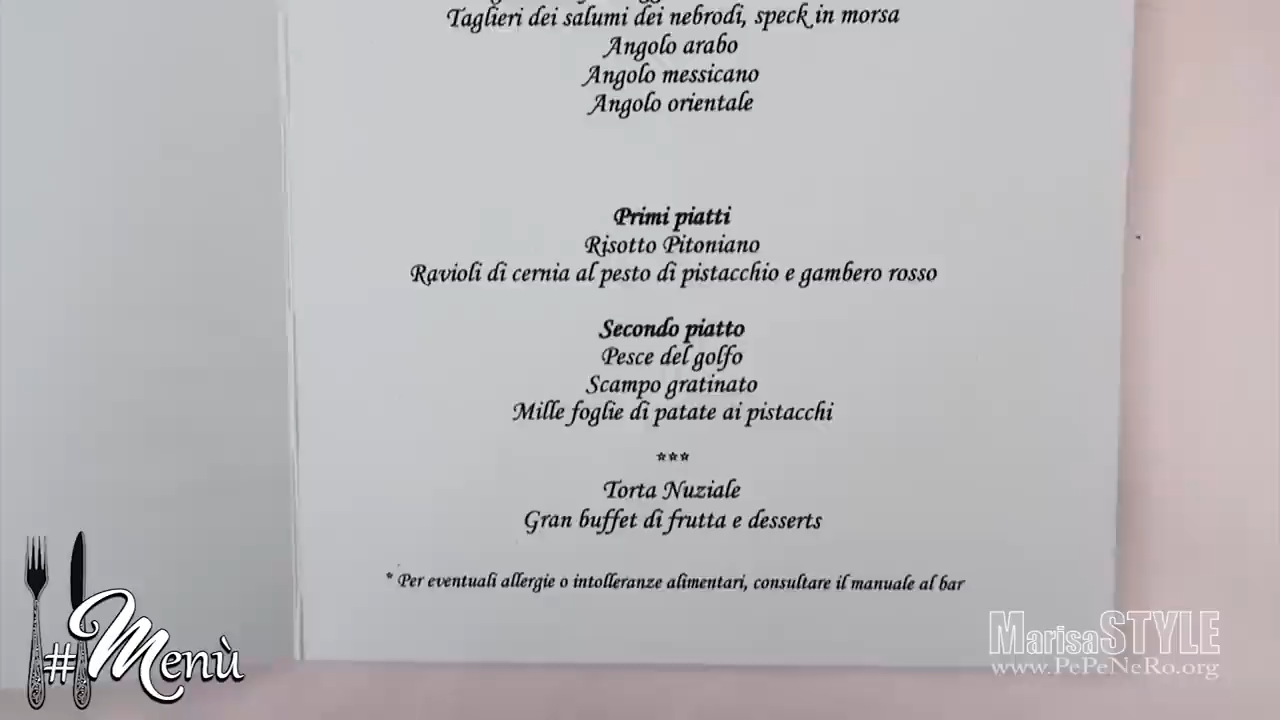 Taglieri dei salumi dei nebrodi, speck in morsa
Angolo arabo
Angolo messicano
Angolo orientale
Primi piatti
Risotto Pitoniano
Ravioli di cernia al pesto di pistacchio e gambero rosso
Secondo piatto
Pesce del golfo
Scampo gratinato
Mille foglie di patate ai pistacchi
***
Torta Nuziale
Gran buffet di frutta e desserts
* Per eventuali allergie o intolleranze alimentari, consultare il manuale al bar
#Menù
MarisaSTYLE
www.PePeNeRo.org